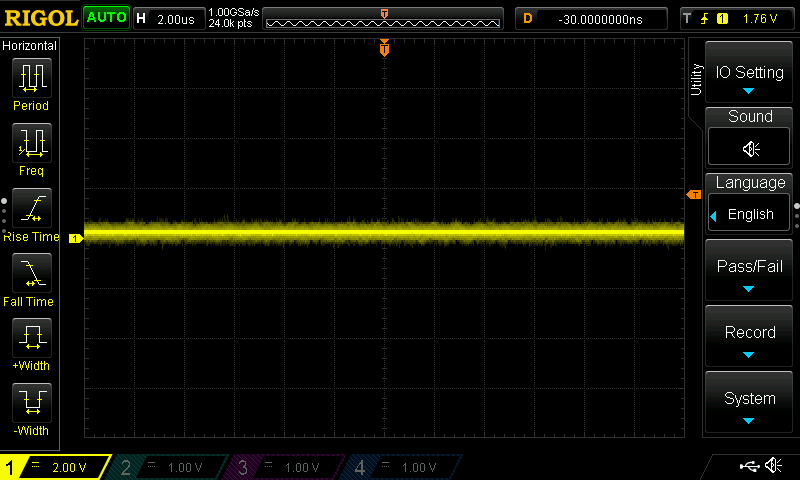 RIGOL AUTO H 2.00us 1.00GSa/s D -30.0000000ns T 1 1.76 V
24.0k pts
T
Horizontal
T
Utility
IO Setting
Period
Sound
Freq
Language
T
English
Rise Time
1
Pass/Fail
Fall Time
Record
+Width
System
-Width
1 2.00 V 2 1.00 V 3 1.00 V 4 1.00 V